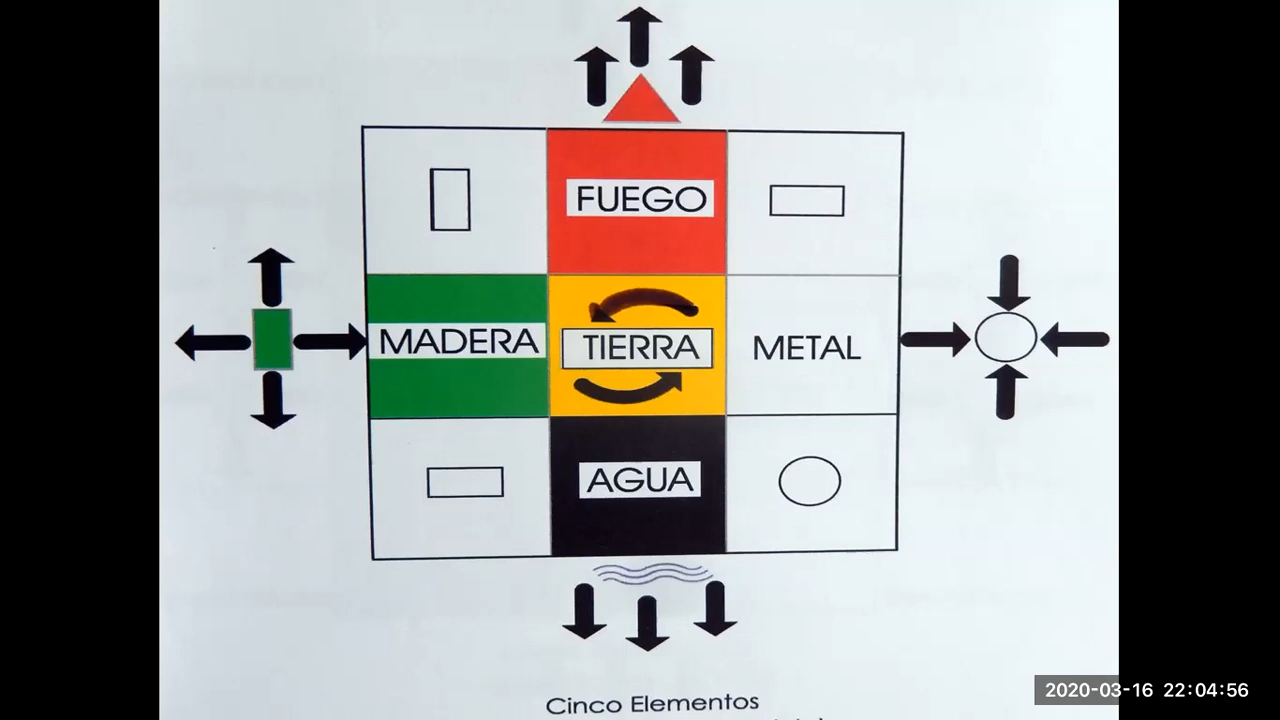 FUEGO
MADERA
TIERRA
METAL
AGUA
Cinco Elementos
2020-03-16 22:04:56